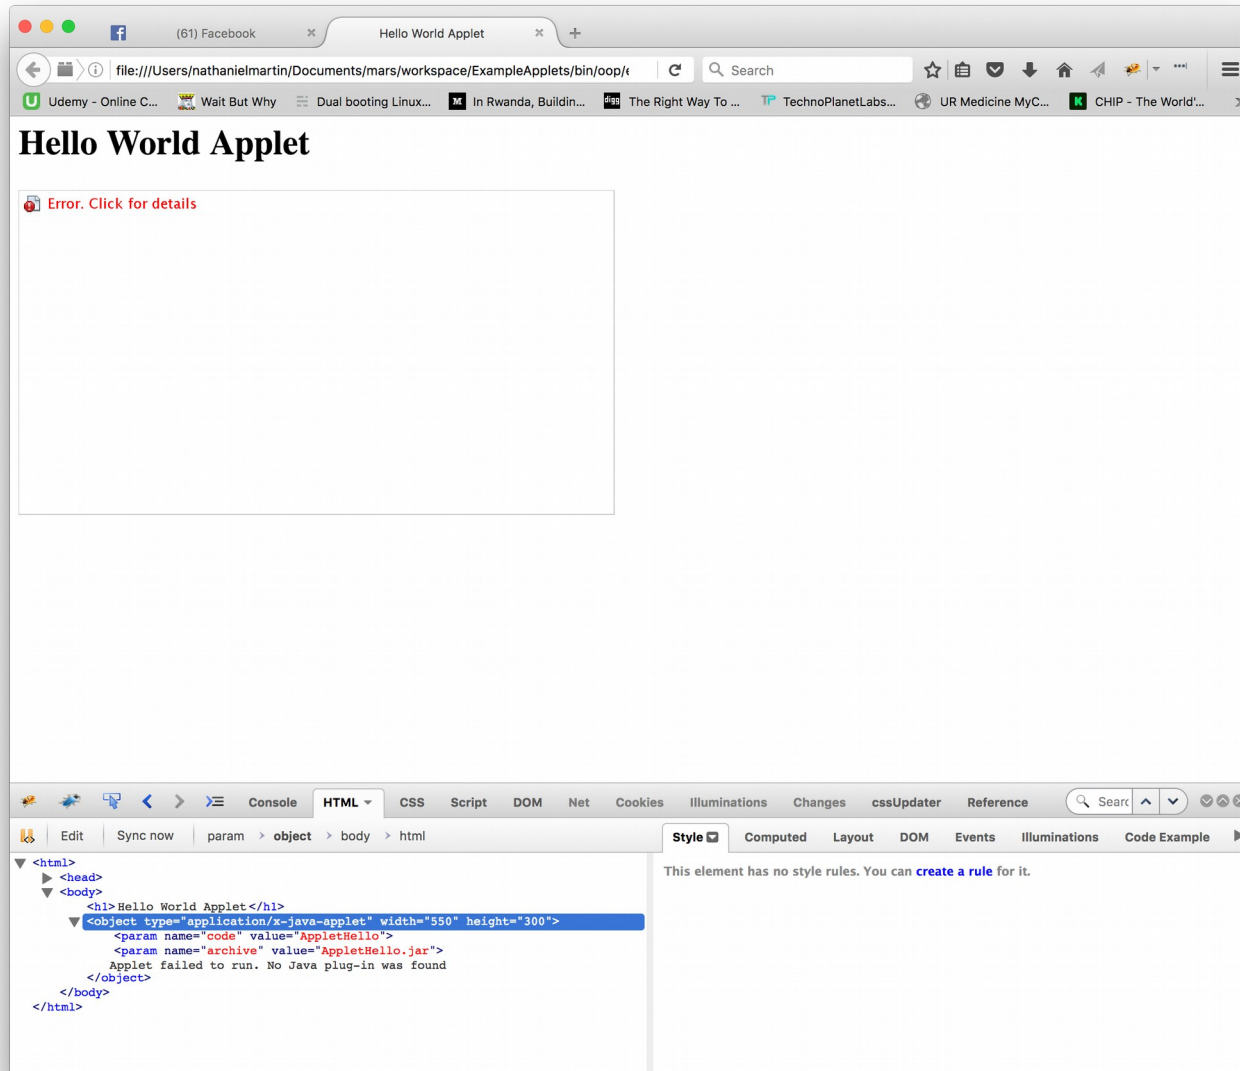 (61) Facebook
Hello World Applet
file:///Users/nathanielmartin/Documents/mars/workspace/ExampleApplets/bin/oop/e
Search
Udemy - Online C... Wait But Why Dual booting Linux... M In Rwanda, Buildin... digg The Right Way To ... TP TechnoPlanetLabs... UR Medicine MyC... K CHIP - The World'...
Hello World Applet
Error. Click for details
Console HTML CSS Script DOM Net Cookies Illuminations Changes cssUpdater Reference Searc
Edit Sync now param > object > body > html
Style Computed Layout DOM Events Illuminations Code Example
<html>
<head>
<body>
<h1>Hello World Applet</h1>
<object type="application/x-java-applet" width="550" height="300">
<param name="code" value="AppletHello">
<param name="archive" value="AppletHello.jar">
Applet failed to run. No Java plug-in was found
</object>
</body>
</html>
This element has no style rules. You can create a rule for it.